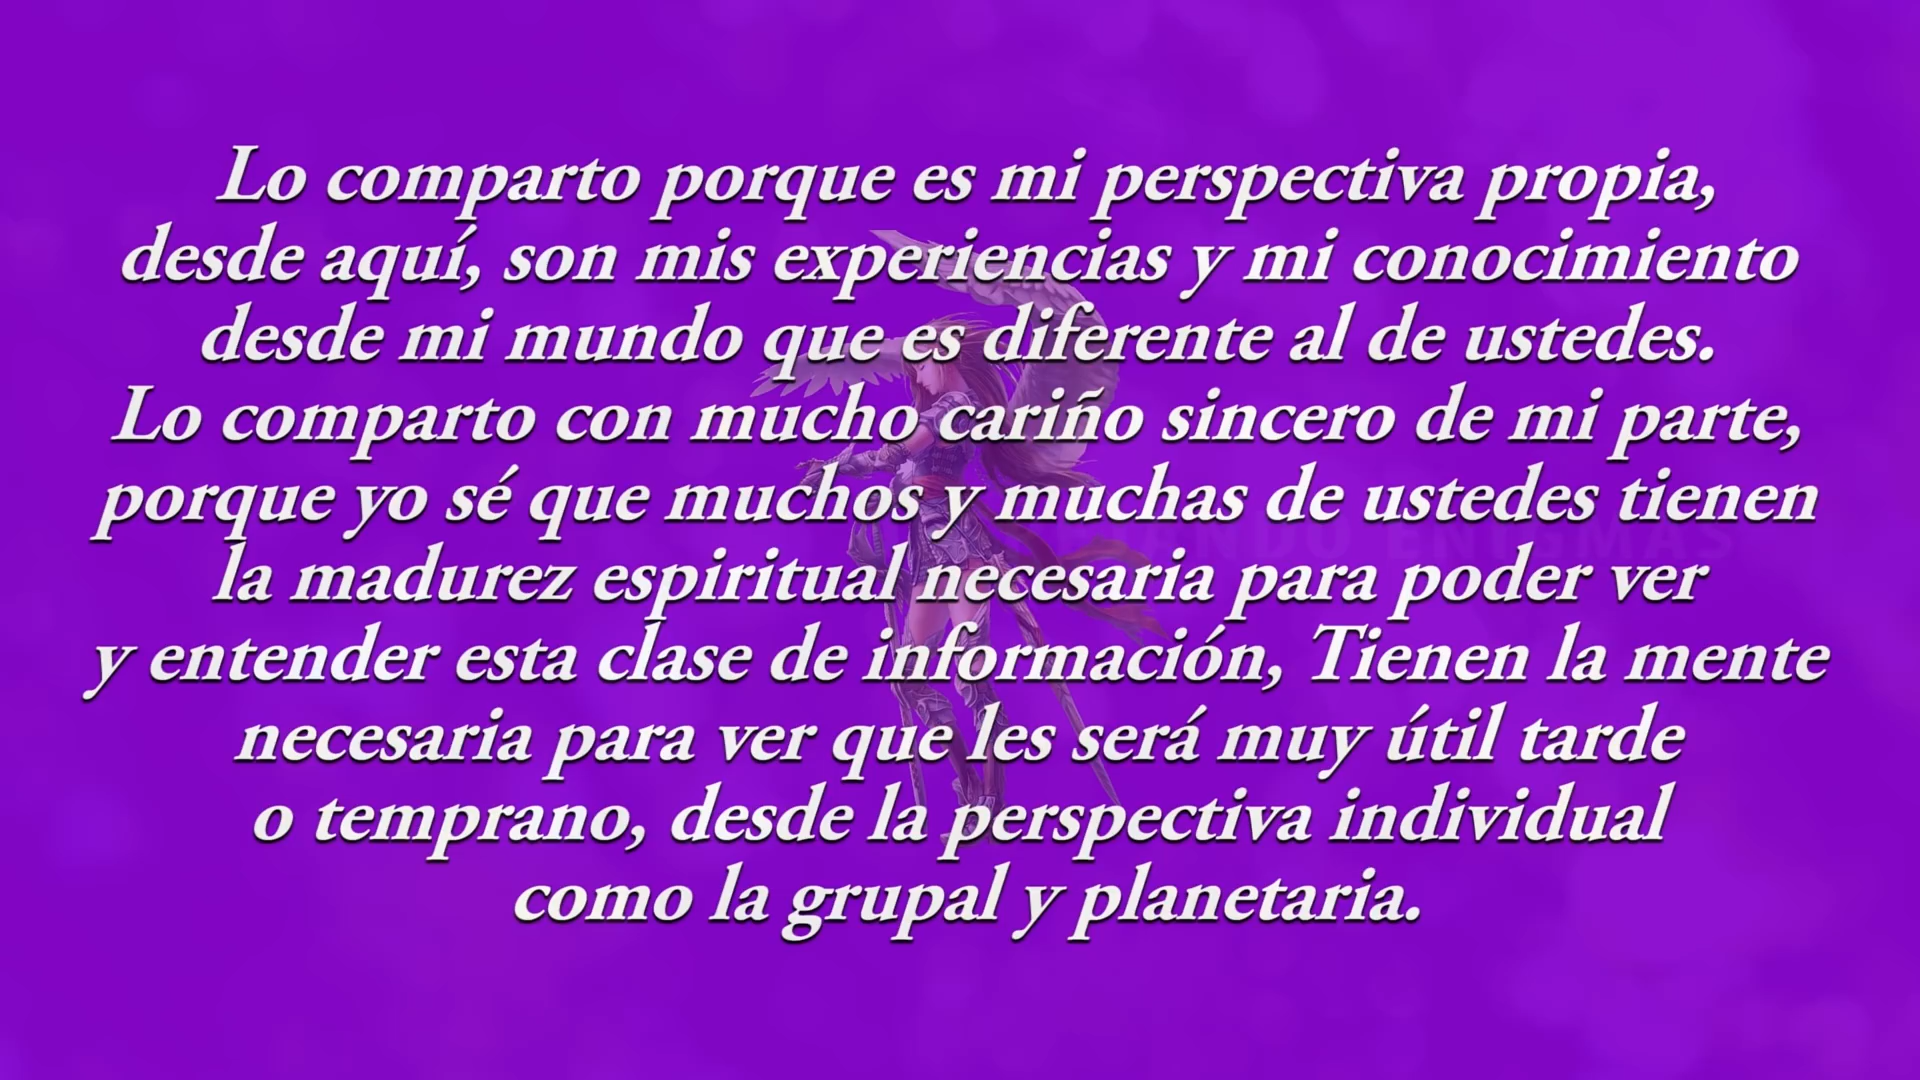 Lo comparto porque es mi perspectiva propia,
desde aquí, son mis experiencias y mi conocimiento
desde mi mundo que es diferente al de ustedes.
Lo comparto con mucho cariño sincero de mi parte,
porque yo sé que muchos y muchas de ustedes tienen
la madurez espiritual necesaria para poder ver
y entender esta clase de información, Tienen la mente
necesaria para ver que les será muy útil tarde
o temprano, desde la perspectiva individual
como la grupal y planetaria.
ENIGMAS